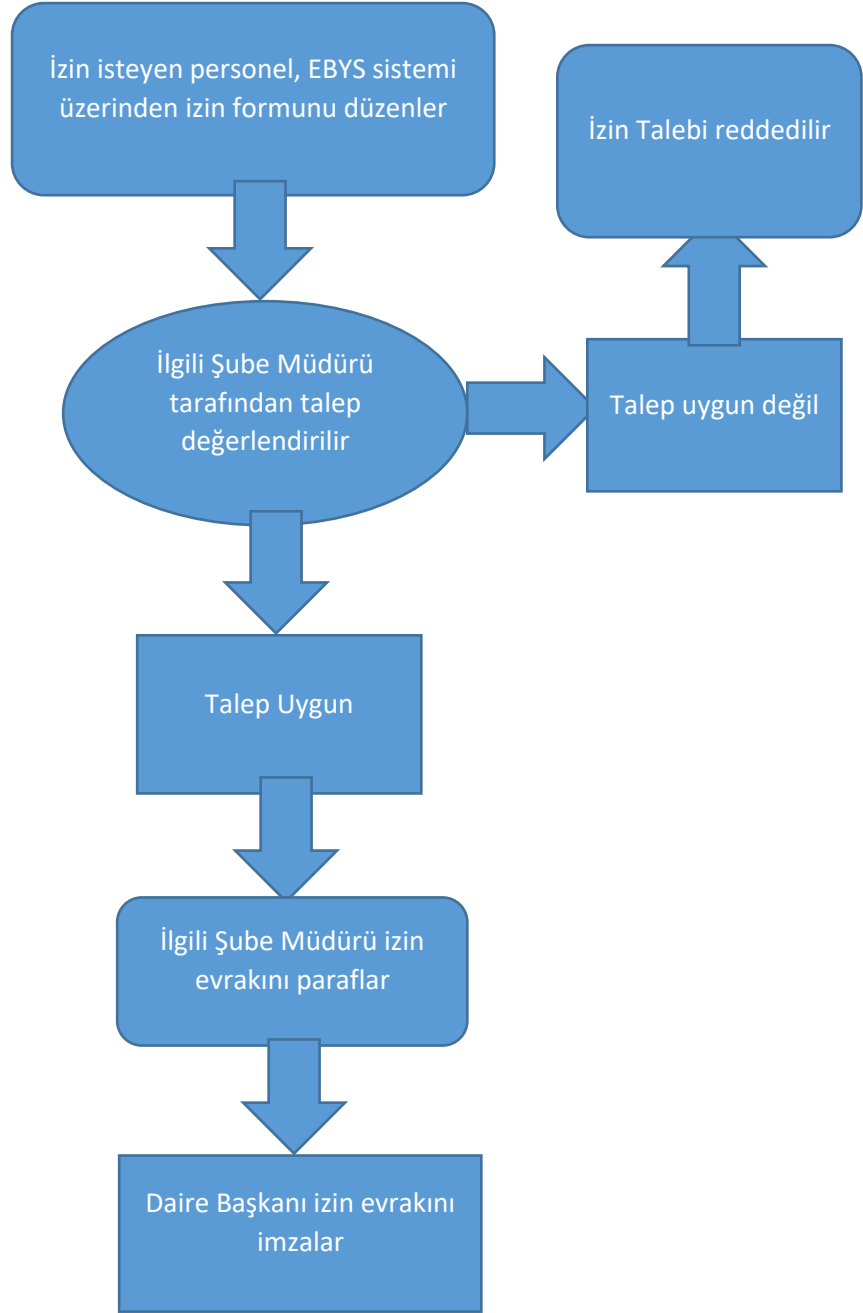 İzin isteyen personel, EBYS sistemi
üzerinden izin formunu düzenler
İzin Talebi reddedilir
İlgili Şube Müdürü
tarafından talep
değerlendirilir
Talep uygun değil
Talep Uygun
İlgili Şube Müdürü izin
evrakını paraflar
Daire Başkanı izin evrakını
imzalar